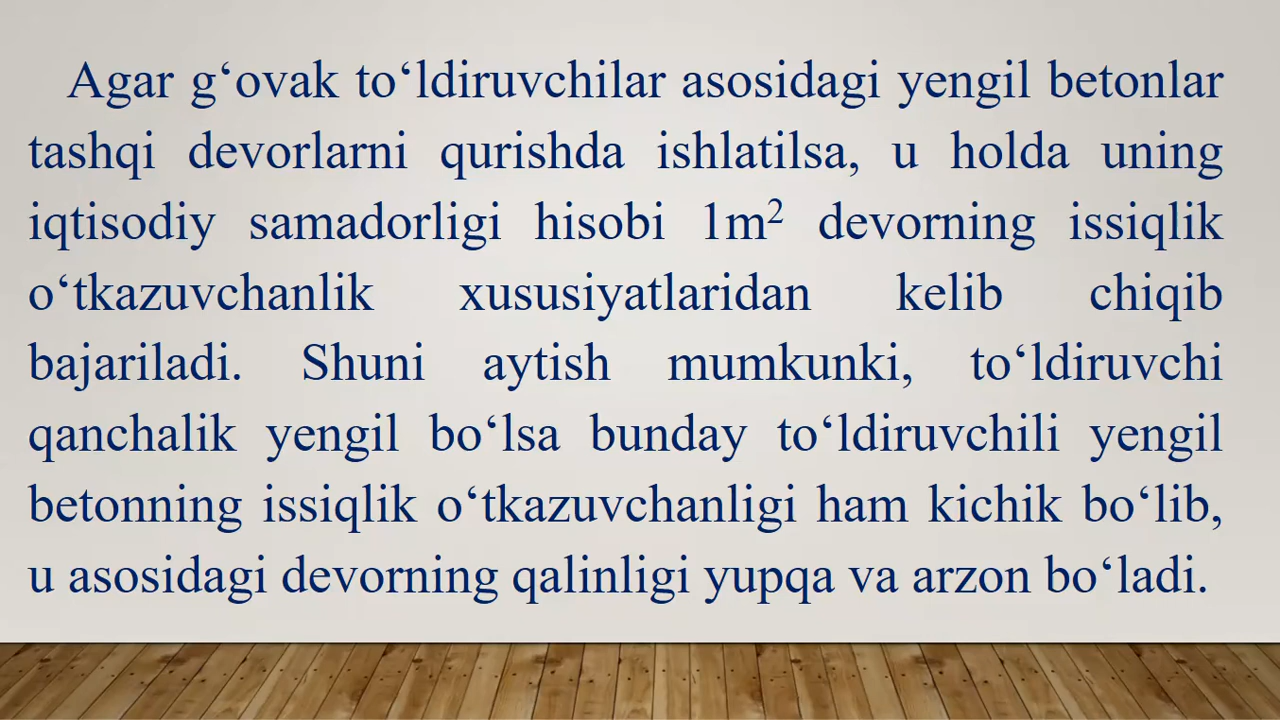 Agar g‘ovak to‘ldiruvchilar asosidagi yengil betonlar
tashqi devorlarni qurishda ishlatilsa, u holda uning
iqtisodiy samadorligi hisobi 1m² devorning issiqlik
o‘tkazuvchanlik xususiyatlaridan kelib chiqib
bajariladi. Shuni aytish mumkunki, to‘ldiruvchi
qanchalik yengil bo‘lsa bunday to‘ldiruvchili yengil
betonning issiqlik o‘tkazuvchanligi ham kichik bo‘lib,
u asosidagi devorning qalinligi yupqa va arzon bo‘ladi.